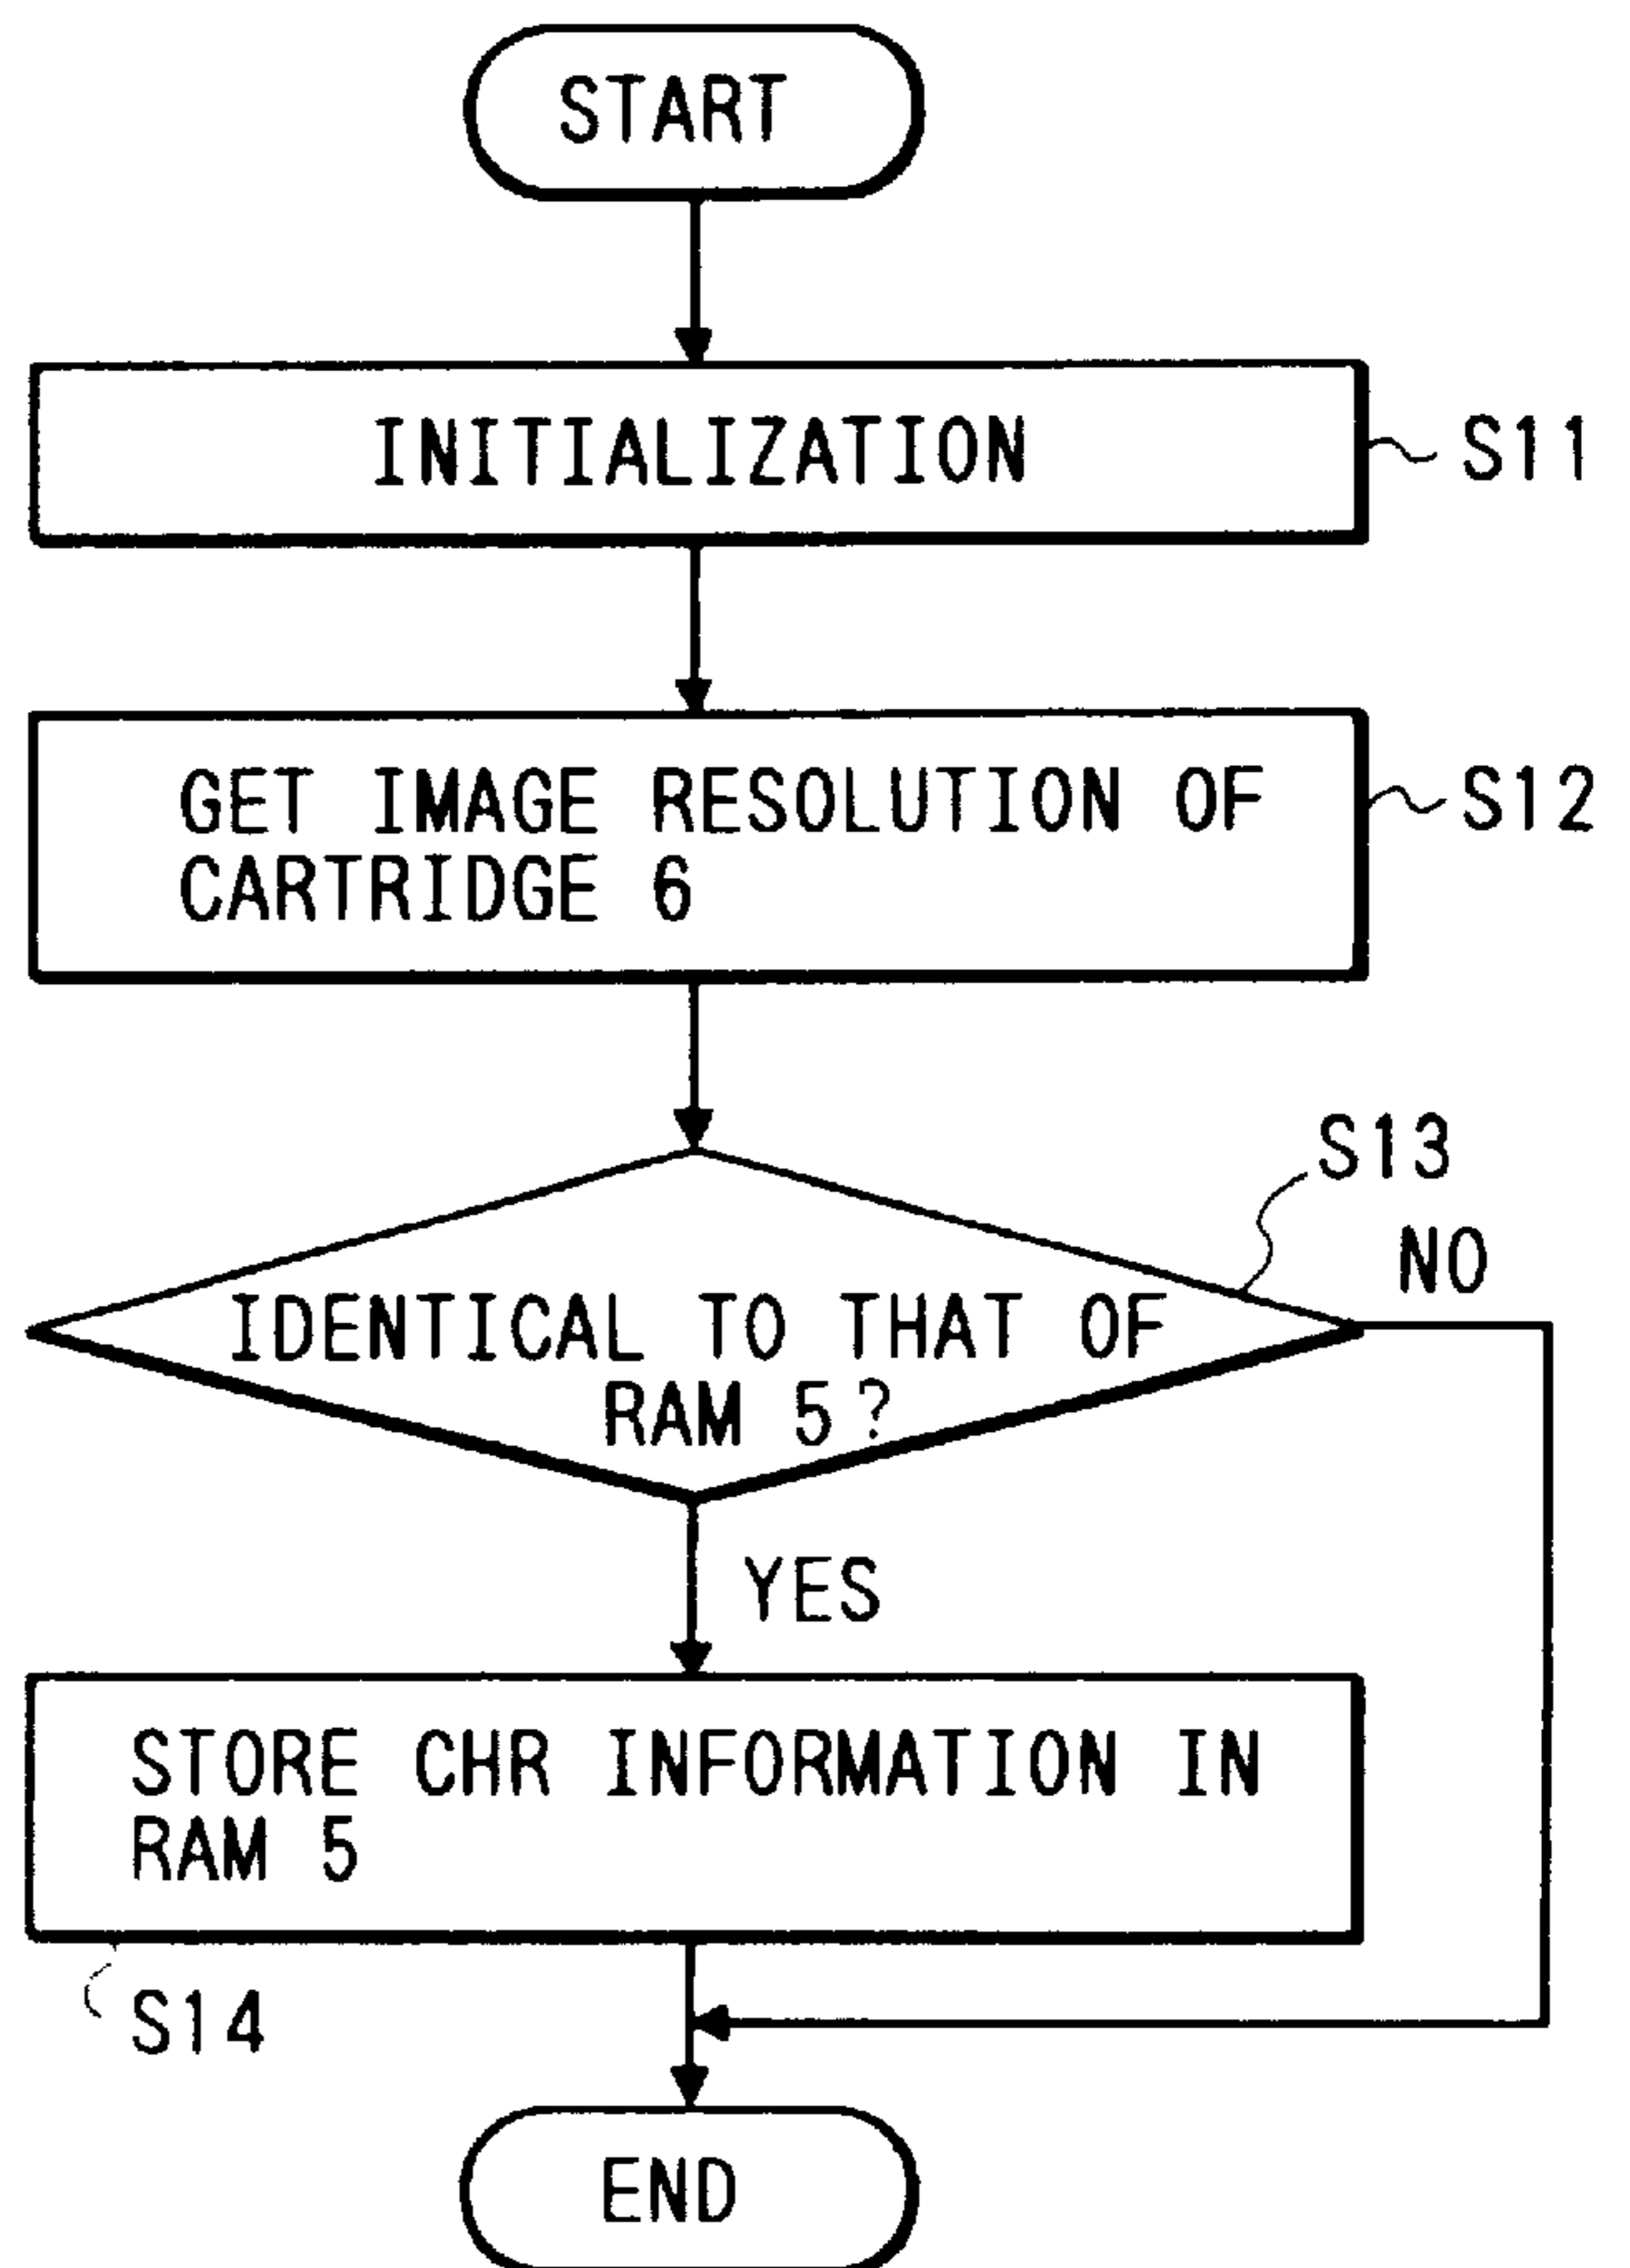 START
INITIALIZATION
S11
GET IMAGE RESOLUTION OF
CARTRIDGE 6
S12
S13
NO
IDENTICAL TO THAT OF
RAM 5?
YES
STORE CHR INFORMATION IN
RAM 5
S14
END